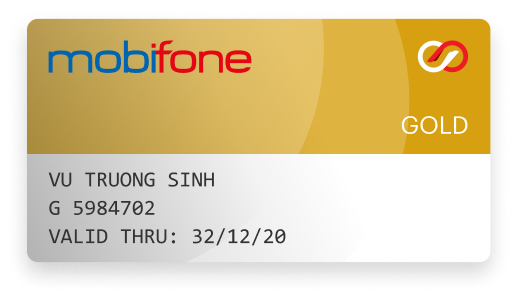 mobifone
GOLD
VU TRUONG SINH
G 5984702
VALID THRU: 32/12/20